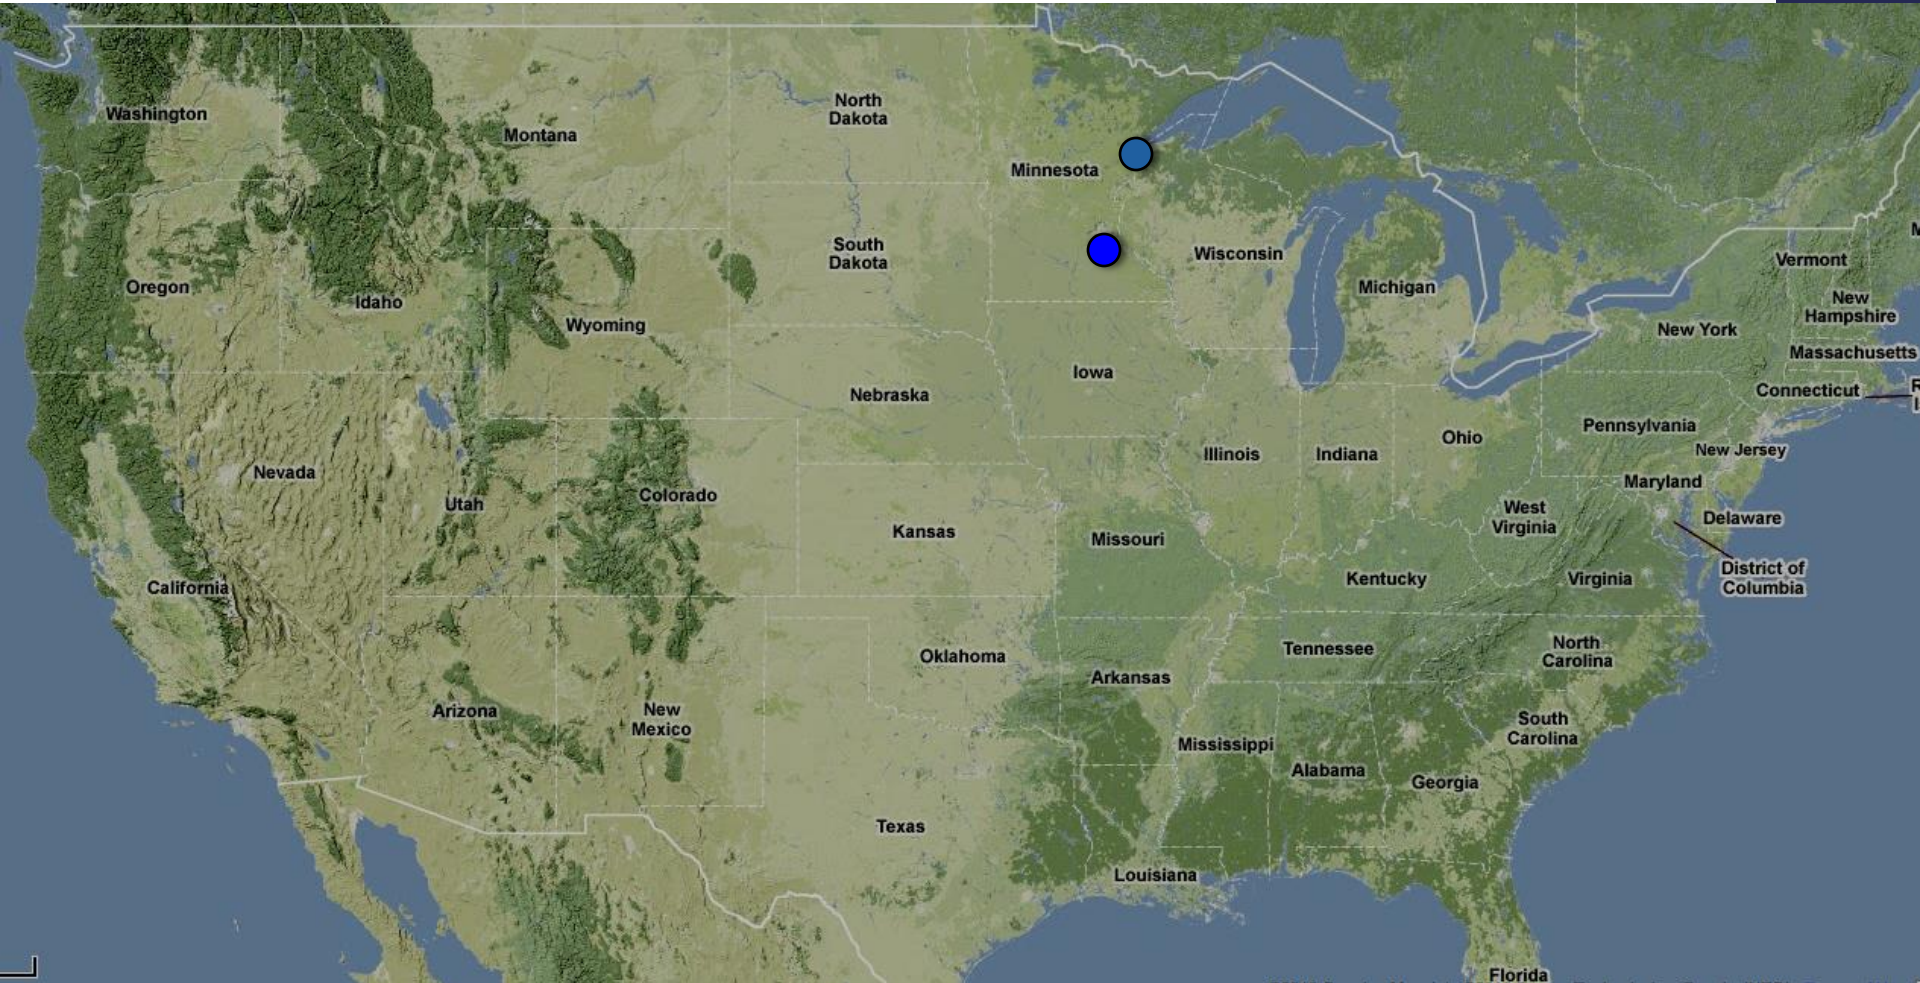 Washington
Montana
North
Dakota
Minnesota
South
Dakota
Wisconsin
Michigan
Vermont
New
Hampshire
Oregon
Idaho
Wyoming
New York
Massachusetts
Iowa
Nebraska
Connecticut
Pennsylvania
Ohio
New Jersey
Illinois
Indiana
Nevada
Utah
Colorado
Maryland
West
Virginia
Delaware
Kansas
Missouri
District of
Columbia
Kentucky
Virginia
California
Tennessee
North
Carolina
Oklahoma
Arkansas
Arizona
New
Mexico
South
Carolina
Mississippi
Alabama
Georgia
Texas
Louisiana
Florida